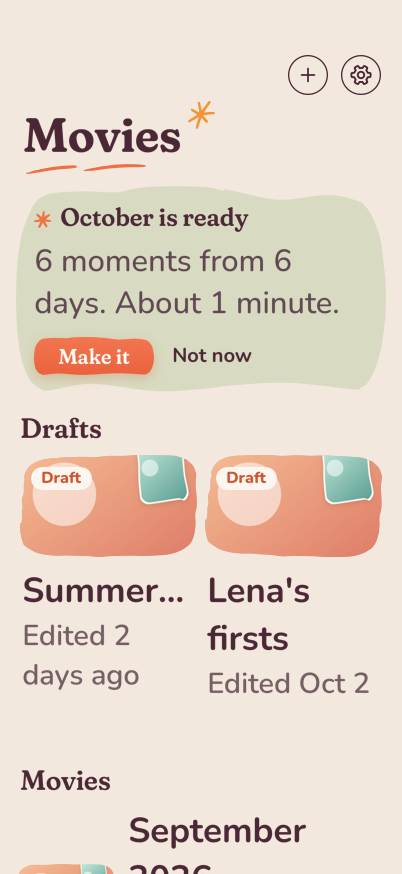 Movies
October is ready
6 moments from 6
days. About 1 minute.
Make it
Not now
Drafts
Draft
Draft
Summer...
Edited 2
days ago
Lena's
firsts
Edited Oct 2
Movies
September